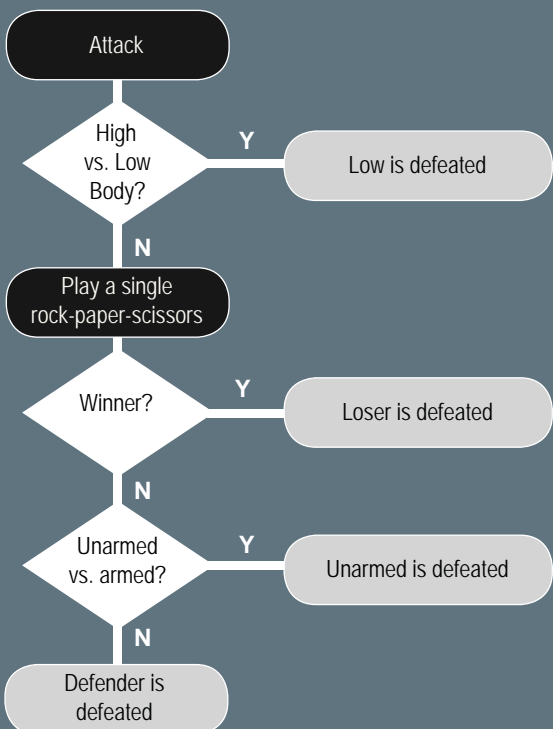 Attack
High
vs. Low
Body?
Y
Low is defeated
N
Play a single
rock-paper-scissors
Winner?
Y
Loser is defeated
N
Unarmed
vs. armed?
Y
Unarmed is defeated
N
Defender is
defeated